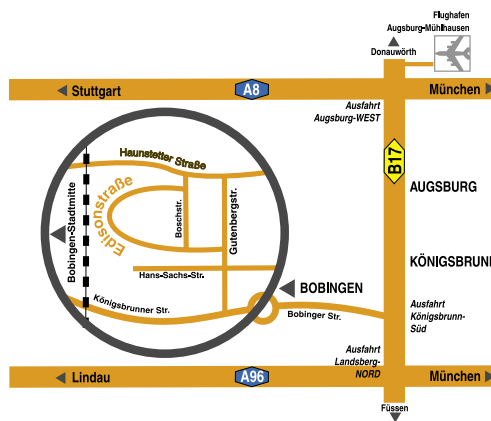 Flughafen
Augsburg-Mühlhausen
Donauwörth
Stuttgart
A8
München
Ausfahrt
Augsburg-WEST
Haunstetter Straße
B17
Bobingen-Stadtmitte
Edisonstraße
Boschstr.
Gutenbergstr.
AUGSBURG
KÖNIGSBRUNN
Hans-Sachs-Str.
BOBINGEN
Königsbrunner Str.
Bobinger Str.
Ausfahrt
Königsbrunn-
Süd
Ausfahrt
Landsberg-
NORD
Lindau
A96
München
Füssen